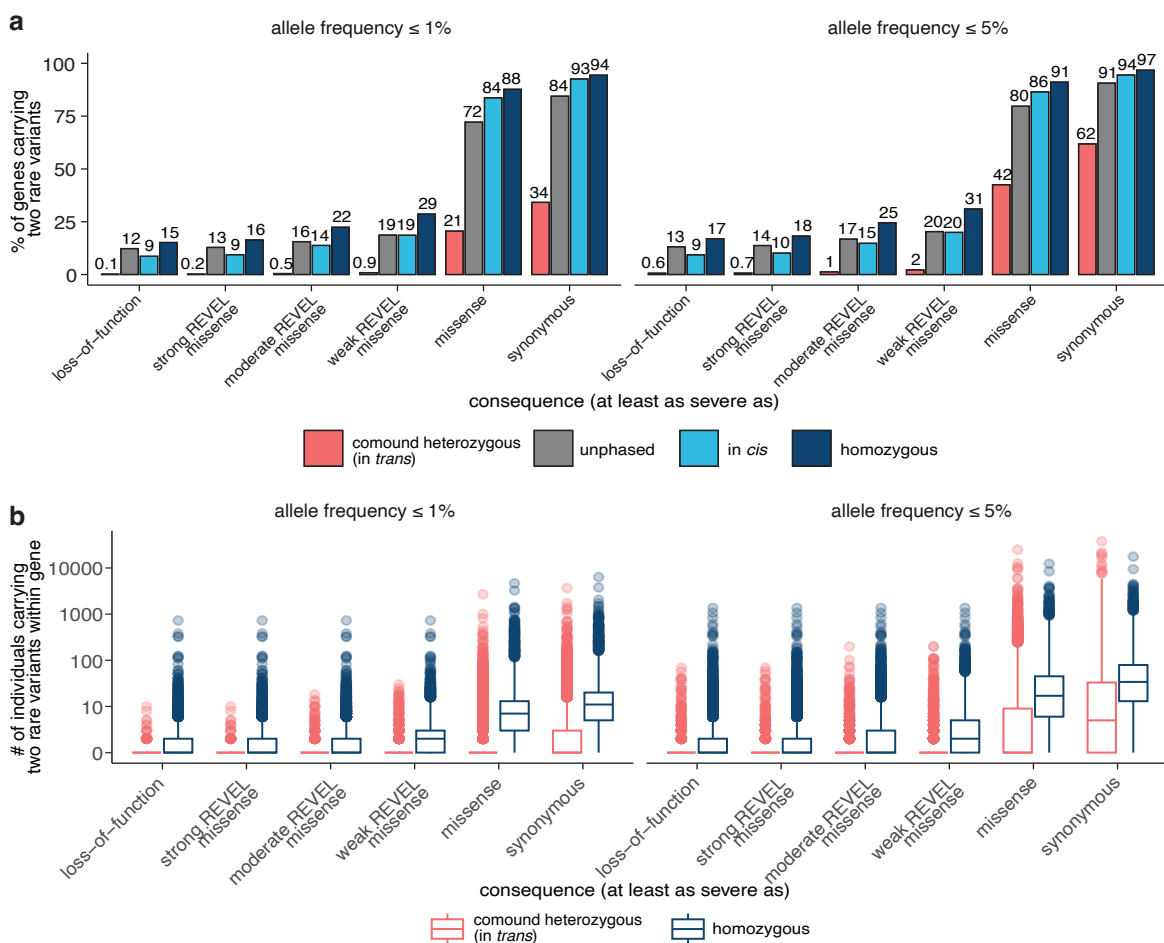 a
allele frequency ≤ 1%
allele frequency ≤ 5%
% of genes carrying
two rare variants
100
75
50
25
0
0.1 12 9 15
0.2 13 9 16
0.5 16 14 22
0.9 19 19 29
21 72 84 88
34 84 93 94
0.6 13 9 17
0.7 14 10 18
1 17 15 25
2 20 20 31
42 80 86 91
62 91 94 97
loss−of−function
strong REVEL
missense
moderate REVEL
missense
weak REVEL
missense
missense
synonymous
loss−of−function
strong REVEL
missense
moderate REVEL
missense
weak REVEL
missense
missense
synonymous
consequence (at least as severe as)
comound heterozygous
(in trans)
unphased
in cis
homozygous
b
allele frequency ≤ 1%
allele frequency ≤ 5%
# of individuals carrying
two rare variants within gene
10000
1000
100
10
0
loss−of−function
strong REVEL
missense
moderate REVEL
missense
weak REVEL
missense
missense
synonymous
loss−of−function
strong REVEL
missense
moderate REVEL
missense
weak REVEL
missense
missense
synonymous
consequence (at least as severe as)
comound heterozygous
(in trans)
homozygous